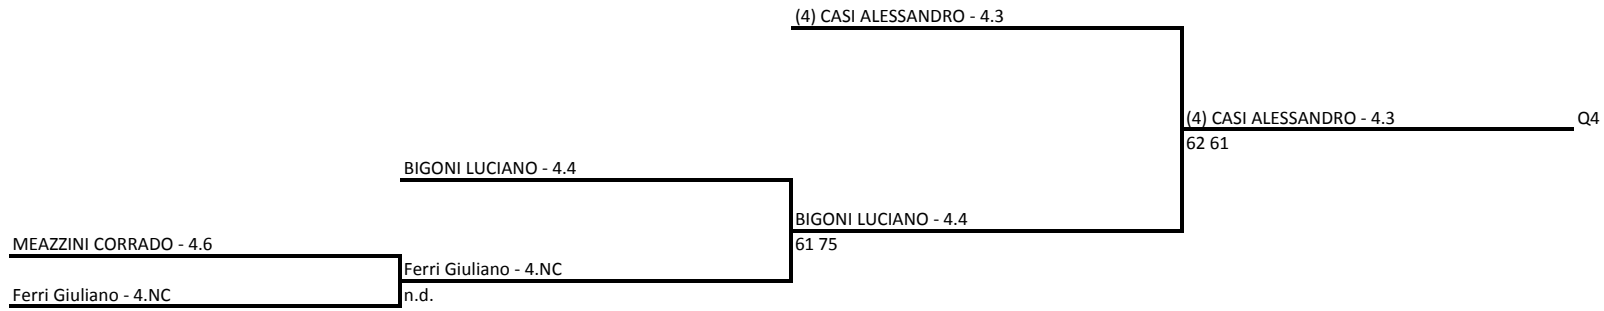 (4) CASI ALESSANDRO - 4.3
(4) CASI ALESSANDRO - 4.3
Q4
62 61
BIGONI LUCIANO - 4.4
BIGONI LUCIANO - 4.4
61 75
MEAZZINI CORRADO - 4.6
Ferri Giuliano - 4.NC
n.d.
Ferri Giuliano - 4.NC